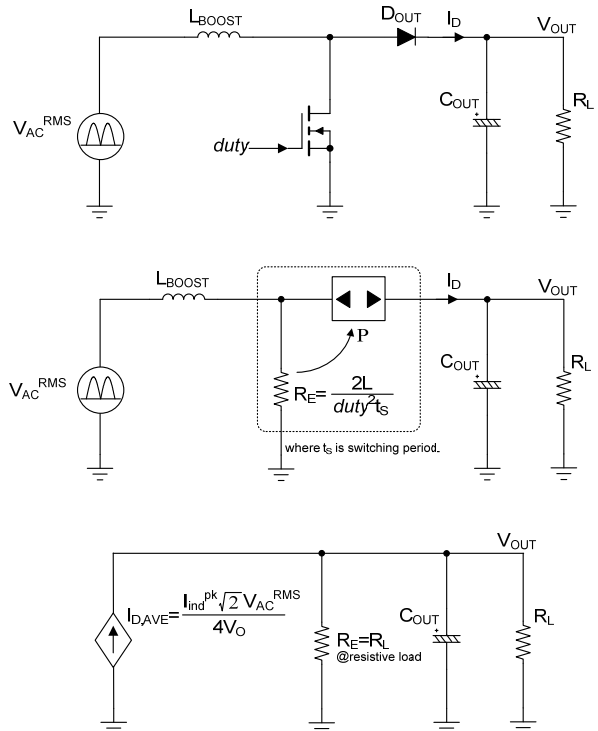 L_BOOST
D_OUT
I_D
V_OUT
V_AC^RMS
duty
C_OUT
+
R_L
L_BOOST
I_D
V_OUT
P
V_AC^RMS
R_E = 2L / duty² t_S
C_OUT
+
R_L
where t_S is switching period.
V_OUT
I_D,AVE = I_ind^pk √2 V_AC^RMS / 4V_O
R_E=R_L
@resistive load
C_OUT
+
R_L